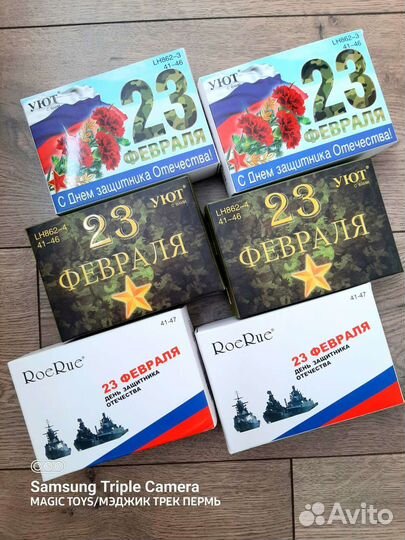 LH862-3
41-46
УЮТ®
23
ФЕВРАЛЯ
С Днем защитника Отечества!
LH862-3
41-46
УЮТ®
23
ФЕВРАЛЯ
С Днем защитника Отечества!
LH862-4
41-46
УЮТ®
23
ФЕВРАЛЯ
LH862-4
41-46
УЮТ®
23
ФЕВРАЛЯ
RoeRue®
41-47
23 ФЕВРАЛЯ
ДЕНЬ ЗАЩИТНИКА
ОТЕЧЕСТВА
RoeRue®
41-47
23 ФЕВРАЛЯ
ДЕНЬ ЗАЩИТНИКА
ОТЕЧЕСТВА
Samsung Triple Camera
MAGIC TOYS/МЭДЖИК ТРЕК ПЕРМЬ
Avito